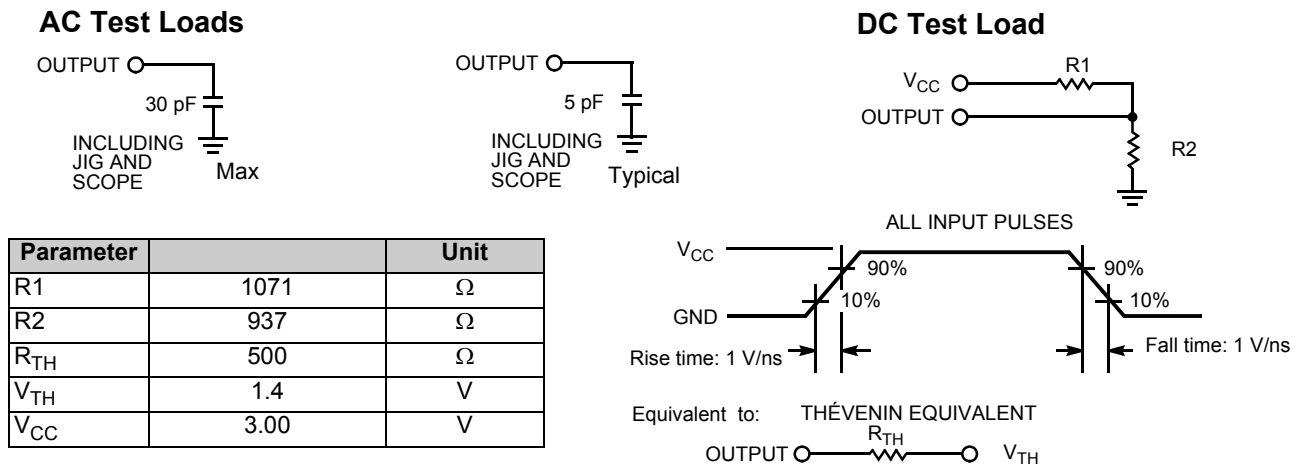 AC Test Loads
OUTPUT
30 pF
INCLUDING
JIG AND
SCOPE
Max
OUTPUT
5 pF
INCLUDING
JIG AND
SCOPE
Typical
DC Test Load
VCC
R1
OUTPUT
R2
Parameter Unit
R1 1071 Ω
R2 937 Ω
RTH 500 Ω
VTH 1.4 V
VCC 3.00 V
ALL INPUT PULSES
VCC
90%
10%
GND
90%
10%
Rise time: 1 V/ns
Fall time: 1 V/ns
Equivalent to: THÉVENIN EQUIVALENT
RTH
OUTPUT VTH